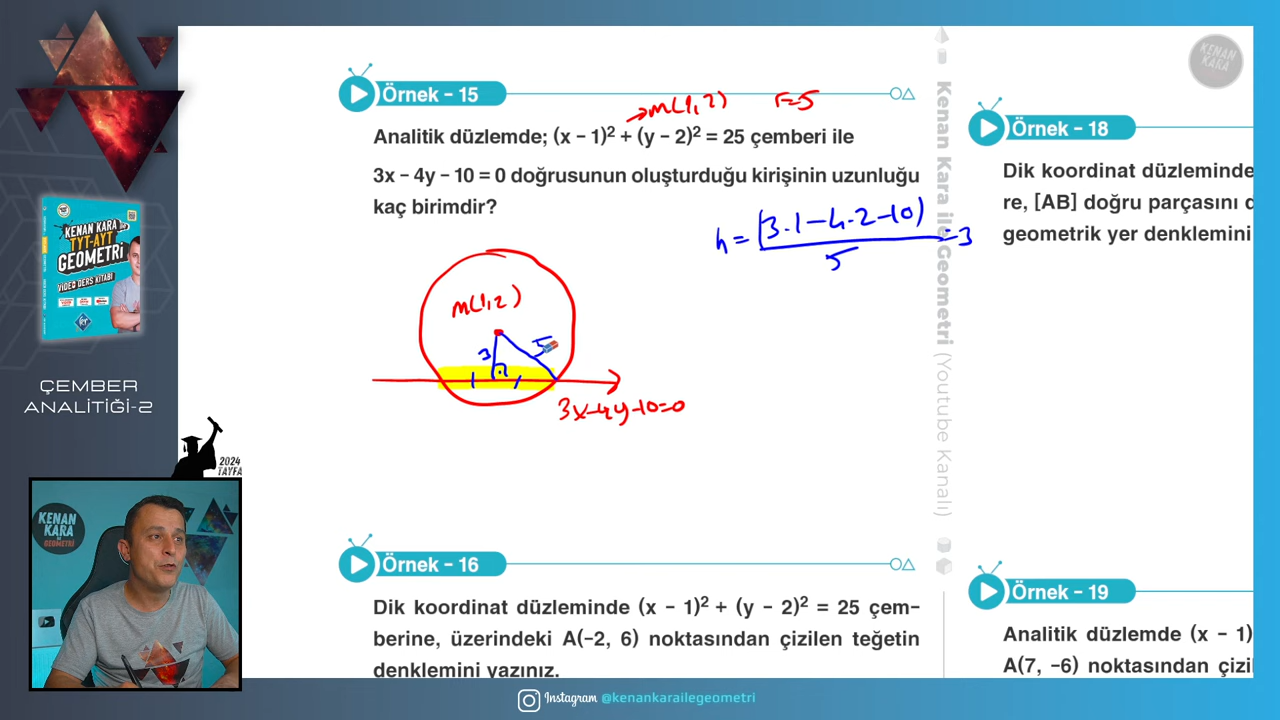 Örnek - 15
→M(1,2) r=5
Analitik düzlemde; (x – 1)² + (y – 2)² = 25 çemberi ile
3x – 4y – 10 = 0 doğrusunun oluşturduğu kirişinin uzunluğu
kaç birimdir?
h = |3.1-4.2-10| / 5 = 3
M(1,2)
3
5
3x-4y-10=0
Örnek - 16
Dik koordinat düzleminde (x – 1)² + (y – 2)² = 25 çem-
berine, üzerindeki A(–2, 6) noktasından çizilen teğetin
denklemini yazınız.
Kenan Kara ile Geometri (Youtube Kanalı)
KENAN
KARA
Örnek - 18
Dik koordinat düzleminde
re, [AB] doğru parçasını
geometrik yer denklemini
Örnek - 19
Analitik düzlemde (x – 1)
A(7, –6) noktasından çizi
KENAN KARA
TYT-AYT
GEOMETRİ
VİDEO DERS KİTABI
ÇEMBER
ANALİTİĞİ-2
2024
TAYFA
KENAN
KARA
GEOMETRİ
Instagram @kenankarailegeometri